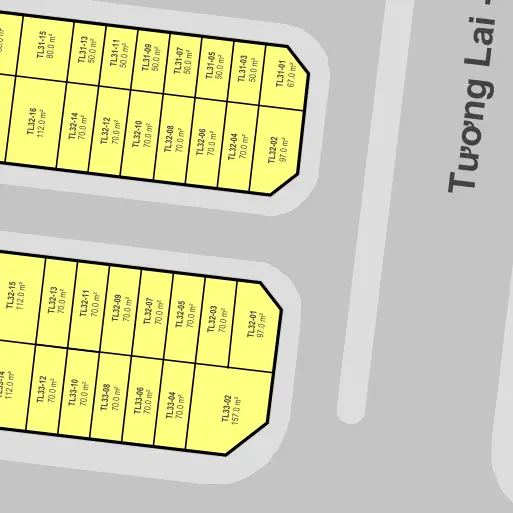 TL31-15
80.0 m²
TL31-13
50.0 m²
TL31-11
50.0 m²
TL31-09
50.0 m²
TL31-07
50.0 m²
TL31-05
50.0 m²
TL31-03
50.0 m²
TL31-01
67.0 m²
TL32-16
112.0 m²
TL32-14
70.0 m²
TL32-12
70.0 m²
TL32-10
70.0 m²
TL32-08
70.0 m²
TL32-06
70.0 m²
TL32-04
70.0 m²
TL32-02
97.0 m²
Tương Lai -
TL32-15
112.0 m²
TL32-13
70.0 m²
TL32-11
70.0 m²
TL32-09
70.0 m²
TL32-07
70.0 m²
TL32-05
70.0 m²
TL32-03
70.0 m²
TL32-01
97.0 m²
TL33-14
112.0 m²
TL33-12
70.0 m²
TL33-10
70.0 m²
TL33-08
70.0 m²
TL33-06
70.0 m²
TL33-04
70.0 m²
TL33-02
157.0 m²